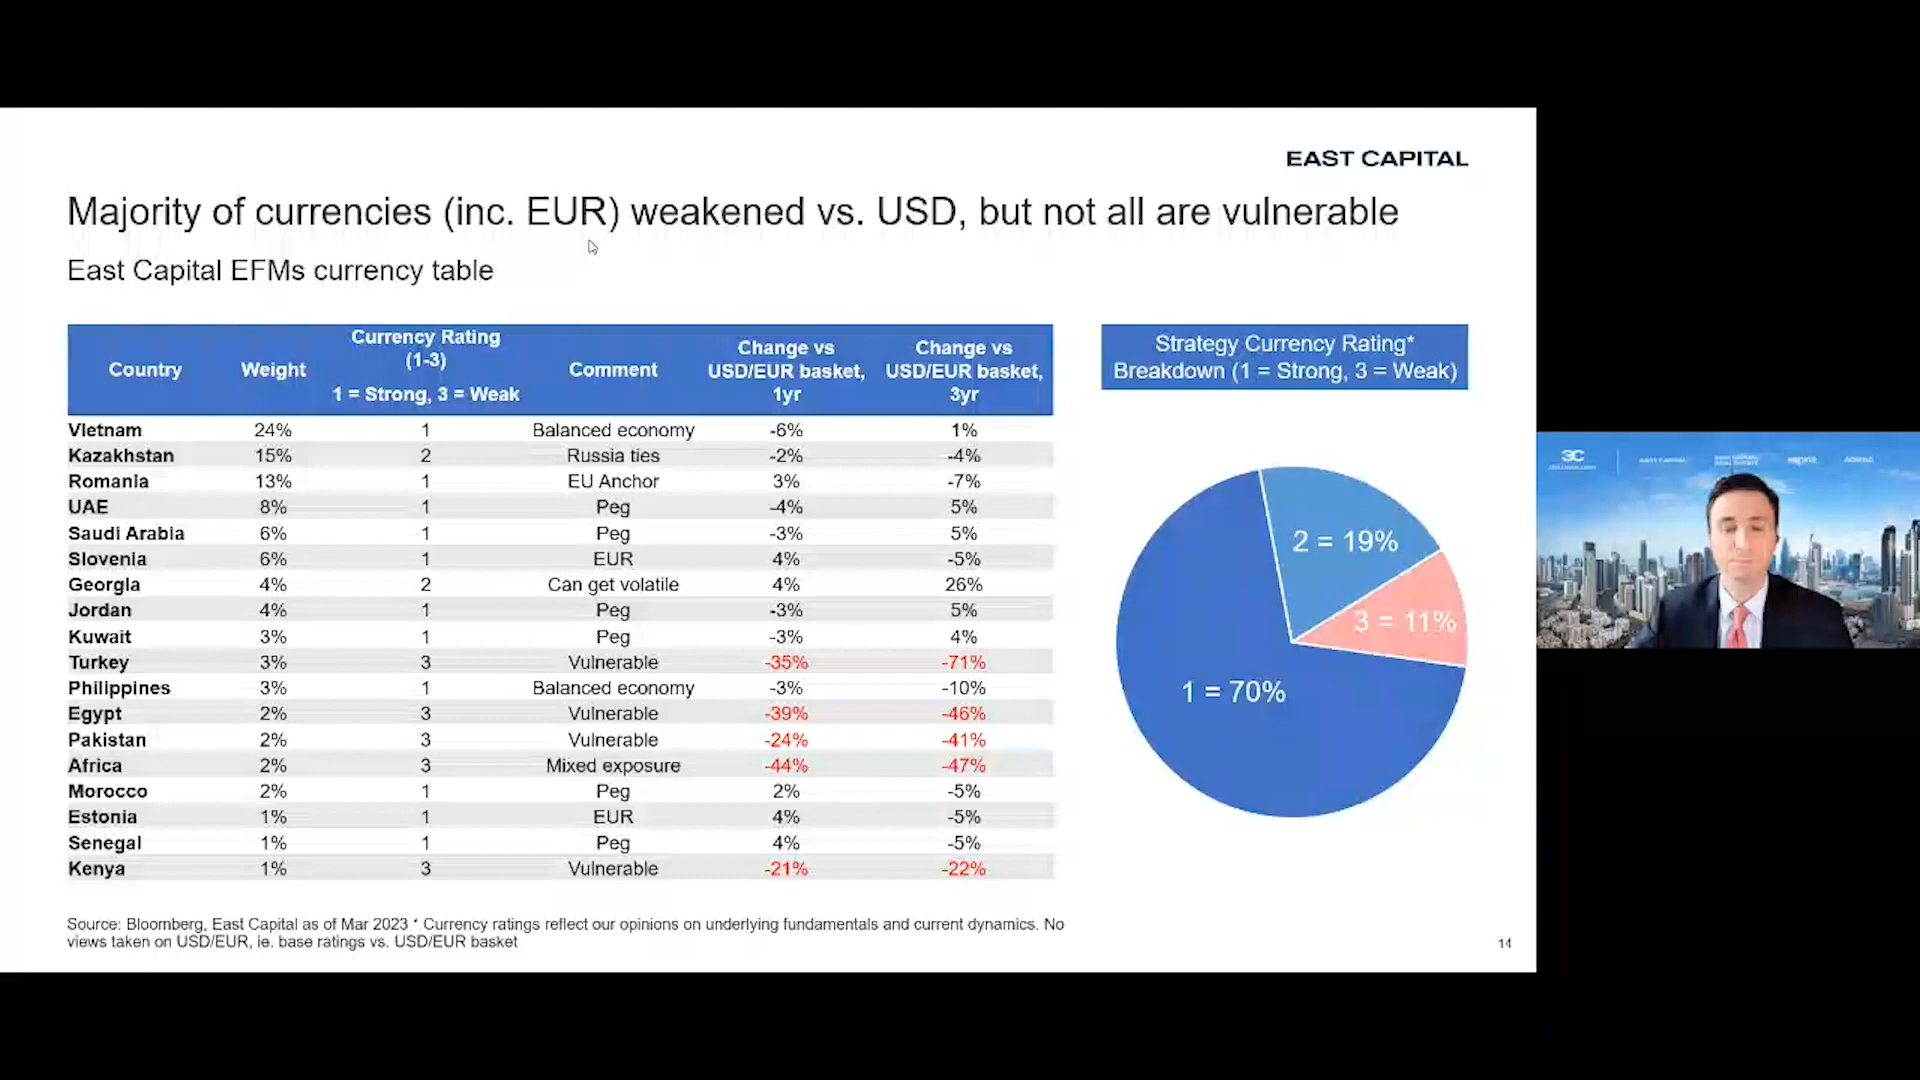 EAST CAPITAL
Majority of currencies (inc. EUR) weakened vs. USD, but not all are vulnerable
East Capital EFMs currency table
Country Weight Currency Rating (1-3) 1 = Strong, 3 = Weak Comment Change vs USD/EUR basket, 1yr Change vs USD/EUR basket, 3yr
Vietnam 24% 1 Balanced economy -6% 1%
Kazakhstan 15% 2 Russia ties -2% -4%
Romania 13% 1 EU Anchor 3% -7%
UAE 8% 1 Peg -4% 5%
Saudi Arabia 6% 1 Peg -3% 5%
Slovenia 6% 1 EUR 4% -5%
Georgia 4% 2 Can get volatile 4% 26%
Jordan 4% 1 Peg -3% 5%
Kuwait 3% 1 Peg -3% 4%
Turkey 3% 3 Vulnerable -35% -71%
Philippines 3% 1 Balanced economy -3% -10%
Egypt 2% 3 Vulnerable -39% -46%
Pakistan 2% 3 Vulnerable -24% -41%
Africa 2% 3 Mixed exposure -44% -47%
Morocco 2% 1 Peg 2% -5%
Estonia 1% 1 EUR 4% -5%
Senegal 1% 1 Peg 4% -5%
Kenya 1% 3 Vulnerable -21% -22%
Strategy Currency Rating*
Breakdown (1 = Strong, 3 = Weak)
2 = 19%
3 = 11%
1 = 70%
Source: Bloomberg, East Capital as of Mar 2023 * Currency ratings reflect our opinions on underlying fundamentals and current dynamics. No
views taken on USD/EUR, ie. base ratings vs. USD/EUR basket
14
EAST CAPITAL